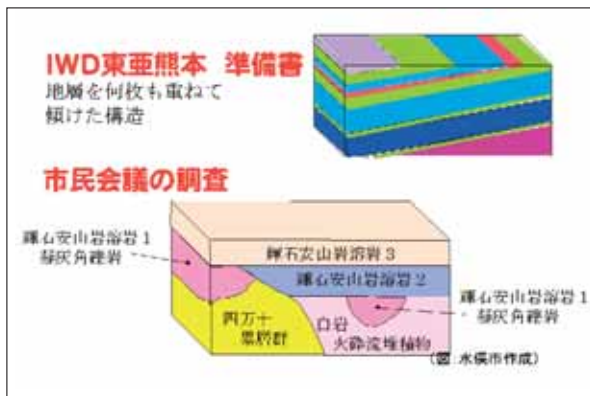 IWD東亜熊本 準備書
地層を何枚も重ねて
傾けた構造
市民会議の調査
輝石安山岩溶岩1
凝灰角礫岩
輝石安山岩溶岩3
輝石安山岩溶岩2
四万十
累層群
白岩
火砕流堆積物
輝石安山岩溶岩1
凝灰角礫岩
(図:水俣市作成)